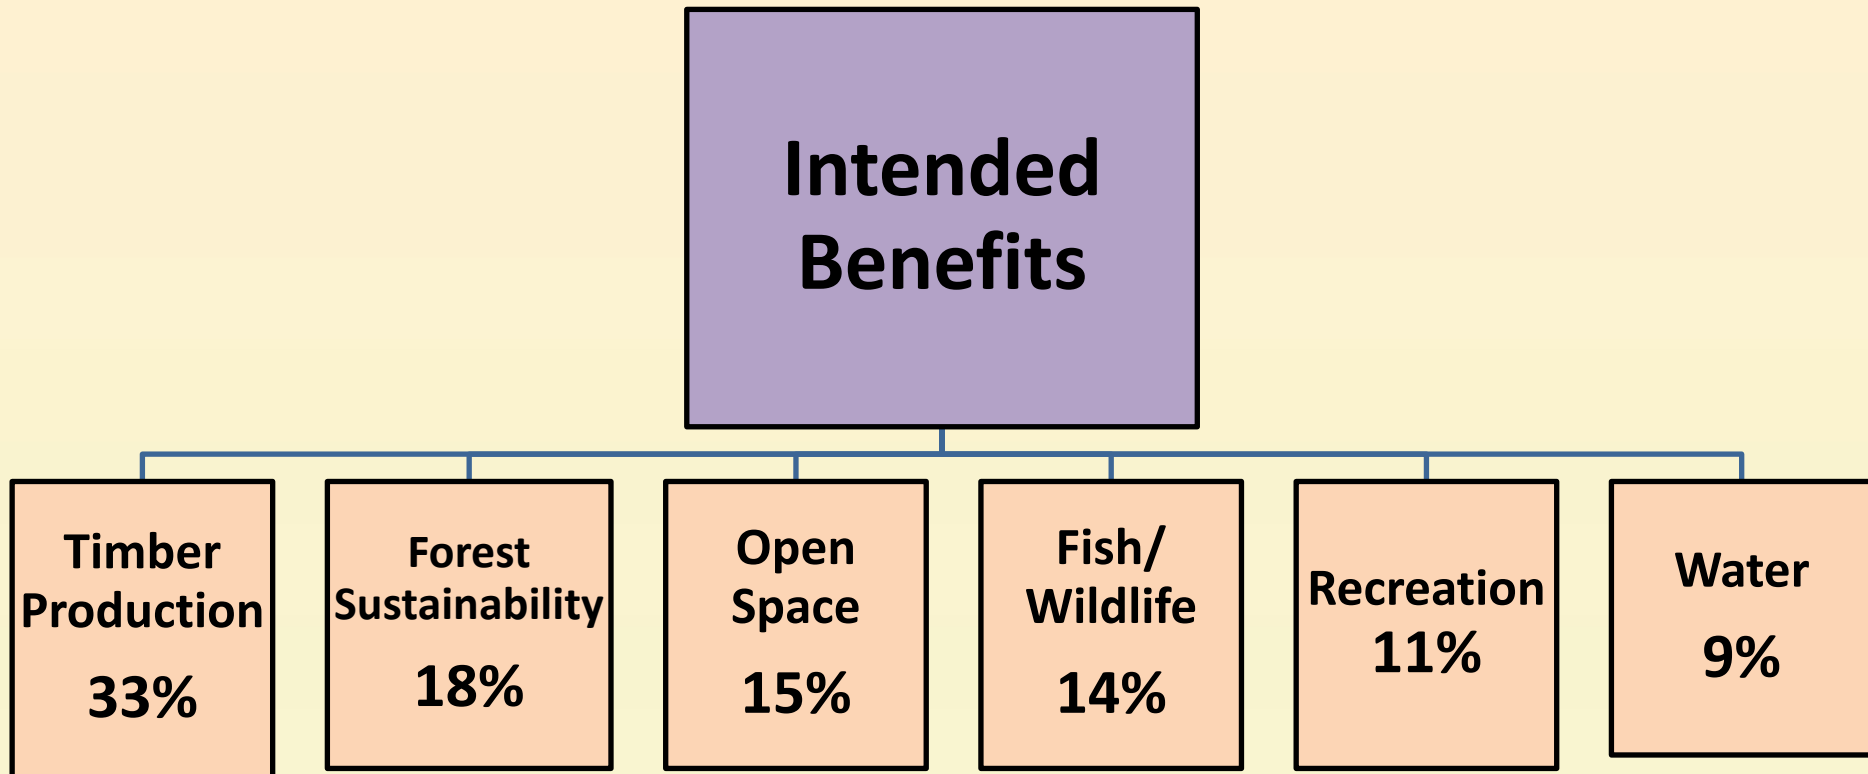 Intended
Benefits
Timber
Production
33%
Forest
Sustainability
18%
Open
Space
15%
Fish/
Wildlife
14%
Recreation
11%
Water
9%